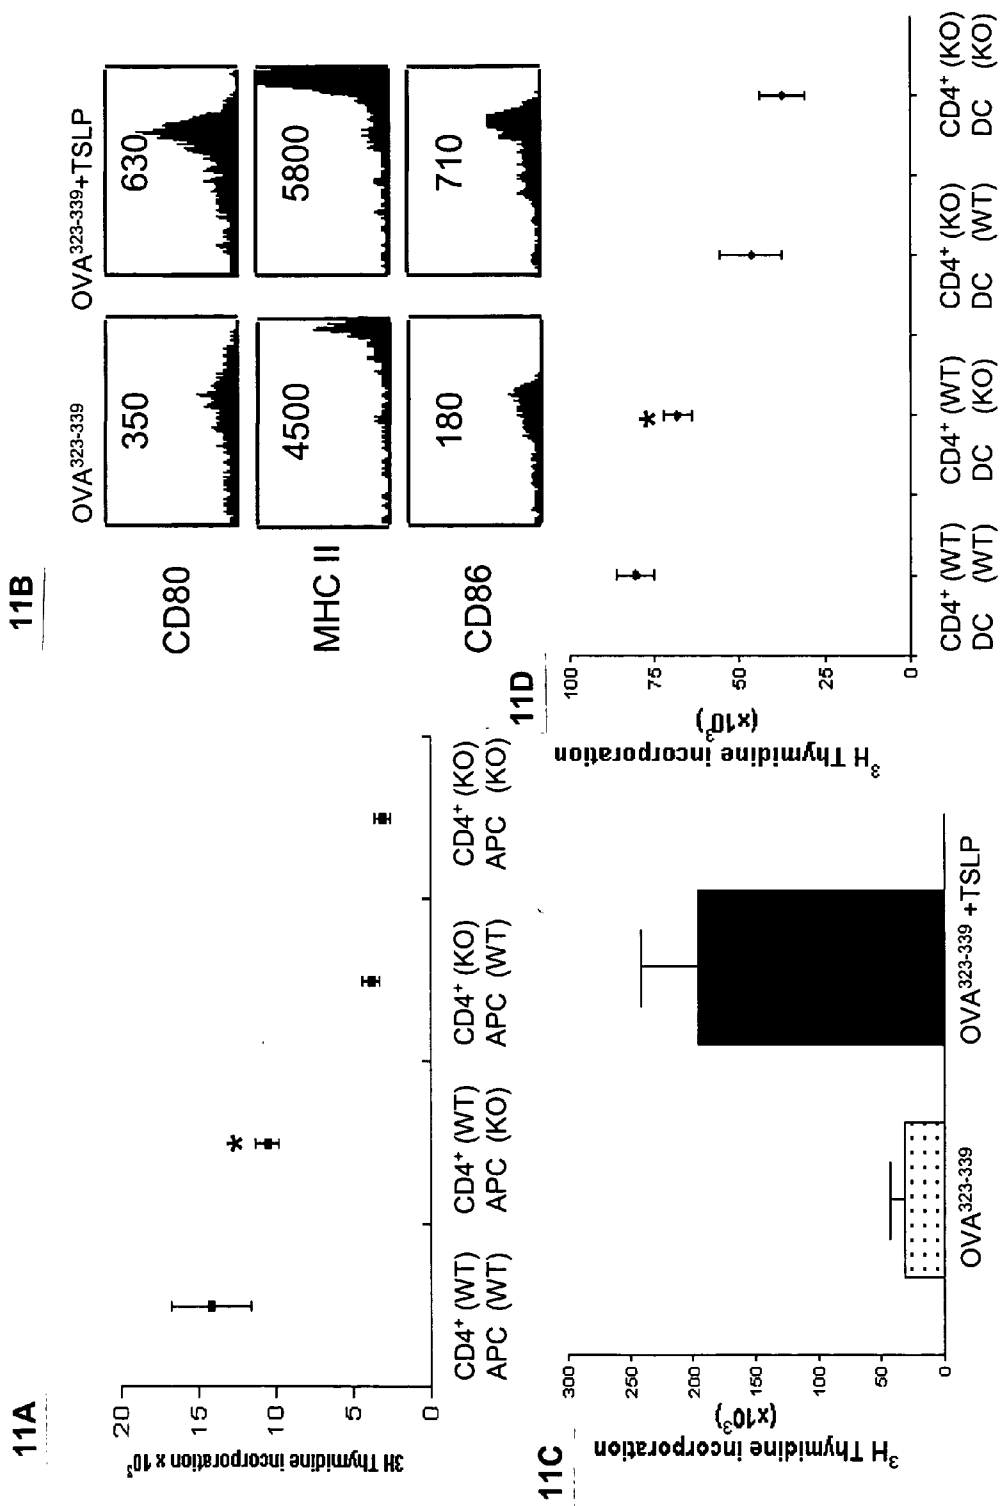 11A
³H Thymidine incorporation x 10³
20
15
10
5
0
*
CD4⁺ (WT) CD4⁺ (WT) CD4⁺ (KO) CD4⁺ (KO)
APC (WT) APC (KO) APC (WT) APC (KO)
11B
OVA³²³⁻³³⁹ OVA³²³⁻³³⁹+TSLP
CD80 350 630
MHC II 4500 5800
CD86 180 710
11C
³H Thymidine incorporation
(x10³)
300
250
200
150
100
50
0
OVA³²³⁻³³⁹ OVA³²³⁻³³⁹ +TSLP
11D
³H Thymidine incorporation
(x10³)
100
75
50
25
0
*
CD4⁺ (WT) CD4⁺ (WT) CD4⁺ (KO) CD4⁺ (KO)
DC (WT) DC (KO) DC (WT) DC (KO)